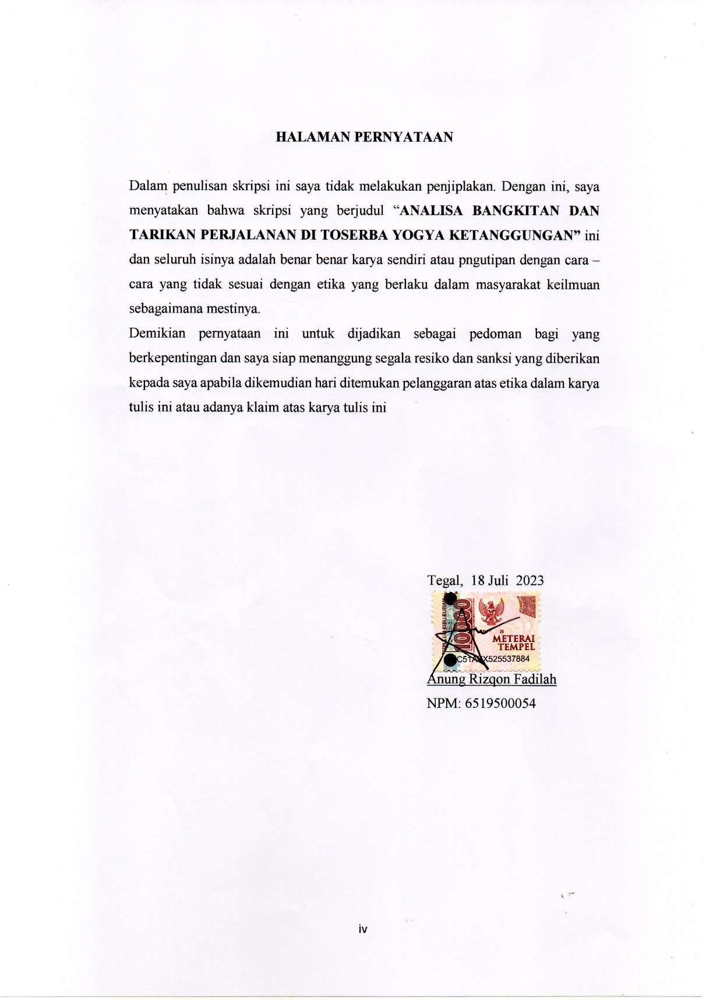 HALAMAN PERNYATAAN
Dalam penulisan skripsi ini saya tidak melakukan penjiplakan. Dengan ini, saya
menyatakan bahwa skripsi yang berjudul “ANALISA BANGKITAN DAN
TARIKAN PERJALANAN DI TOSERBA YOGYA KETANGGUNGAN” ini
dan seluruh isinya adalah benar benar karya sendiri atau pngutipan dengan cara –
cara yang tidak sesuai dengan etika yang berlaku dalam masyarakat keilmuan
sebagaimana mestinya.
Demikian pernyataan ini untuk dijadikan sebagai pedoman bagi yang
berkepentingan dan saya siap menanggung segala resiko dan sanksi yang diberikan
kepada saya apabila dikemudian hari ditemukan pelanggaran atas etika dalam karya
tulis ini atau adanya klaim atas karya tulis ini
Tegal, 18 Juli 2023
10000
20
METERAI
TEMPEL
X525537884
Anung Rizqon Fadilah
NPM: 6519500054
iv